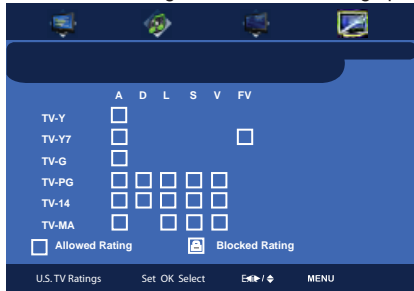 A D L S V FV
TV-Y
TV-Y7
TV-G
TV-PG
TV-14
TV-MA
Allowed Rating Blocked Rating
U.S. TV Ratings Set OK Select MENU